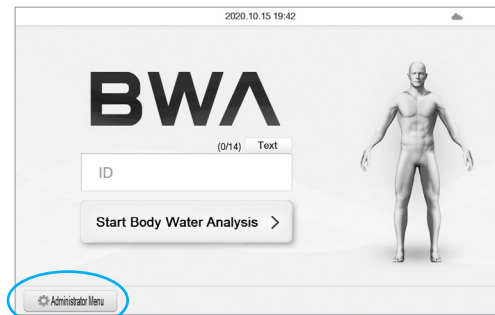 2020.10.15 19:42
BWA
(0/14) Text
ID
Start Body Water Analysis >
Administrator Menu